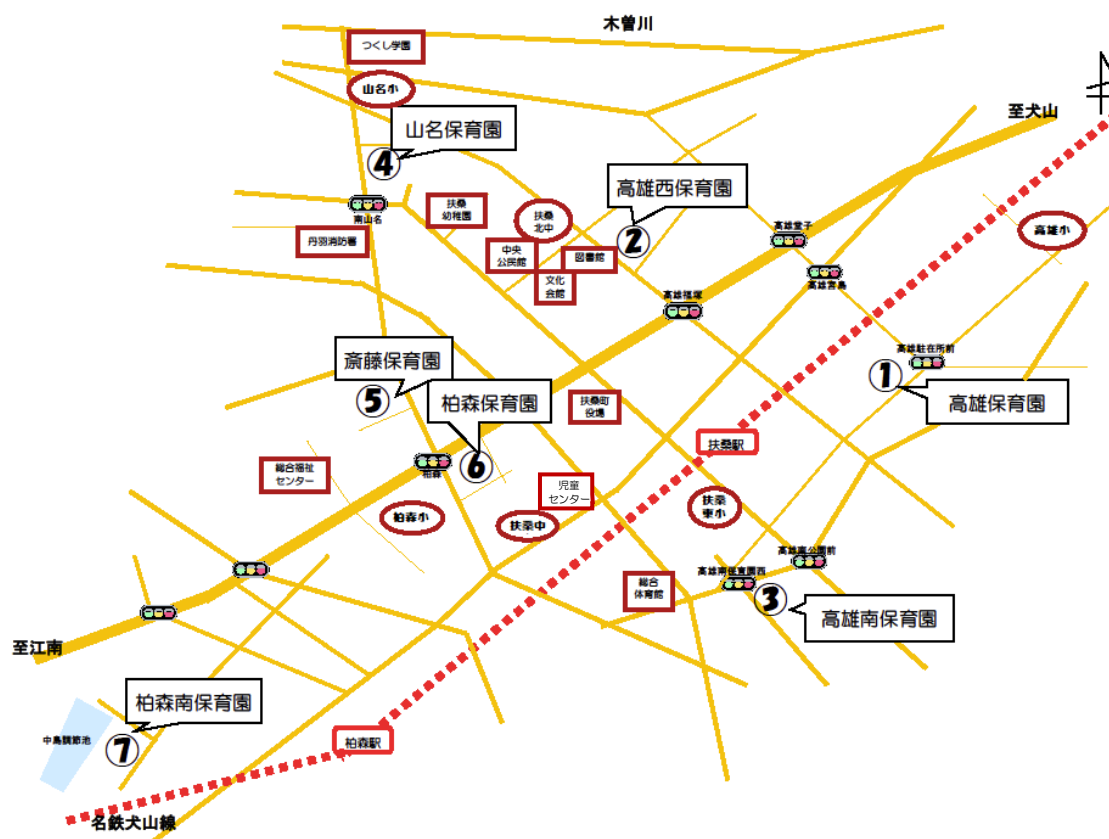 木曽川
つくし学園
山名小
至犬山
山名保育園
④
高雄西保育園
②
扶桑
幼稚園
扶桑
北中
南山名
丹羽消防署
中央
公民館
図書館
文化
会館
高雄堂子
高雄宮島
高雄小
高雄福塚
高雄駐在所前
①
高雄保育園
斎藤保育園
⑤
柏森保育園
⑥
扶桑町
役場
扶桑駅
柏森
総合福祉
センター
児童
センター
柏森小
扶桑中
扶桑
東小
高雄南公園前
高雄南保育園西
総合
体育館
③
高雄南保育園
至江南
柏森南保育園
⑦
中島調節池
柏森駅
名鉄犬山線